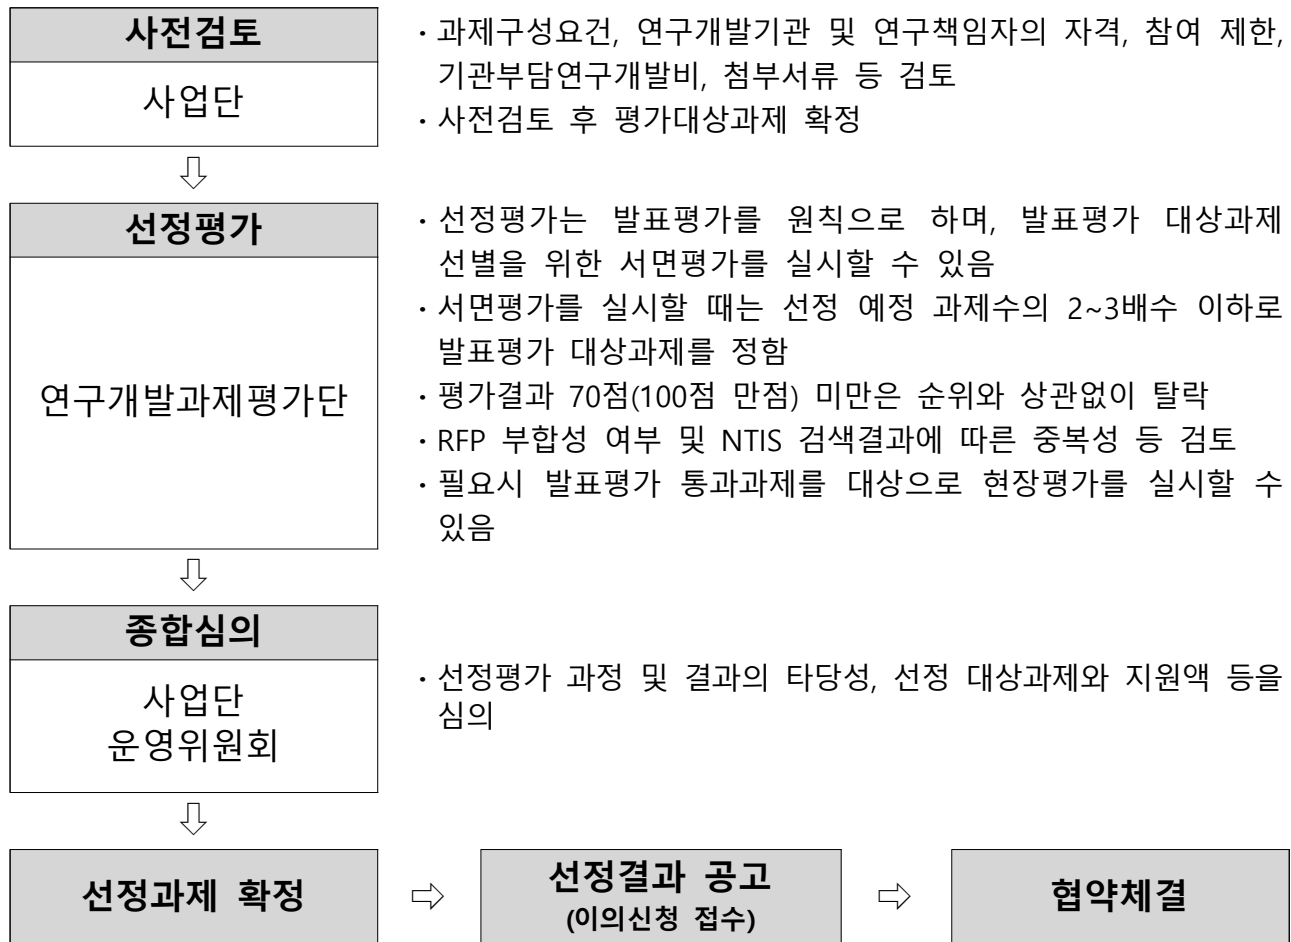 사전검토
사업단
· 과제구성요건, 연구개발기관 및 연구책임자의 자격, 참여 제한,
기관부담연구개발비, 첨부서류 등 검토
· 사전검토 후 평가대상과제 확정
⇩
선정평가
연구개발과제평가단
· 선정평가는 발표평가를 원칙으로 하며, 발표평가 대상과제
선별을 위한 서면평가를 실시할 수 있음
· 서면평가를 실시할 때는 선정 예정 과제수의 2~3배수 이하로
발표평가 대상과제를 정함
· 평가결과 70점(100점 만점) 미만은 순위와 상관없이 탈락
· RFP 부합성 여부 및 NTIS 검색결과에 따른 중복성 등 검토
· 필요시 발표평가 통과과제를 대상으로 현장평가를 실시할 수
있음
⇩
종합심의
사업단
운영위원회
· 선정평가 과정 및 결과의 타당성, 선정 대상과제와 지원액 등을
심의
⇩
선정과제 확정
⇨
선정결과 공고
(이의신청 접수)
⇨
협약체결